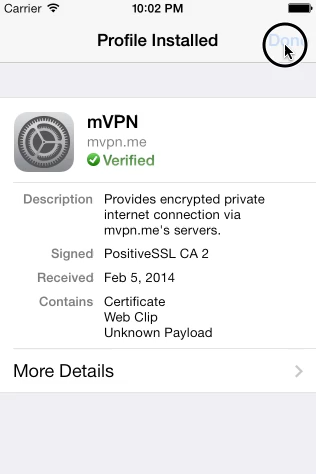 Carrier 10:02 PM
Profile Installed Done
mVPN
mvpn.me
Verified
Description Provides encrypted private
internet connection via
mvpn.me's servers.
Signed PositiveSSL CA 2
Received Feb 5, 2014
Contains Certificate
Web Clip
Unknown Payload
More Details